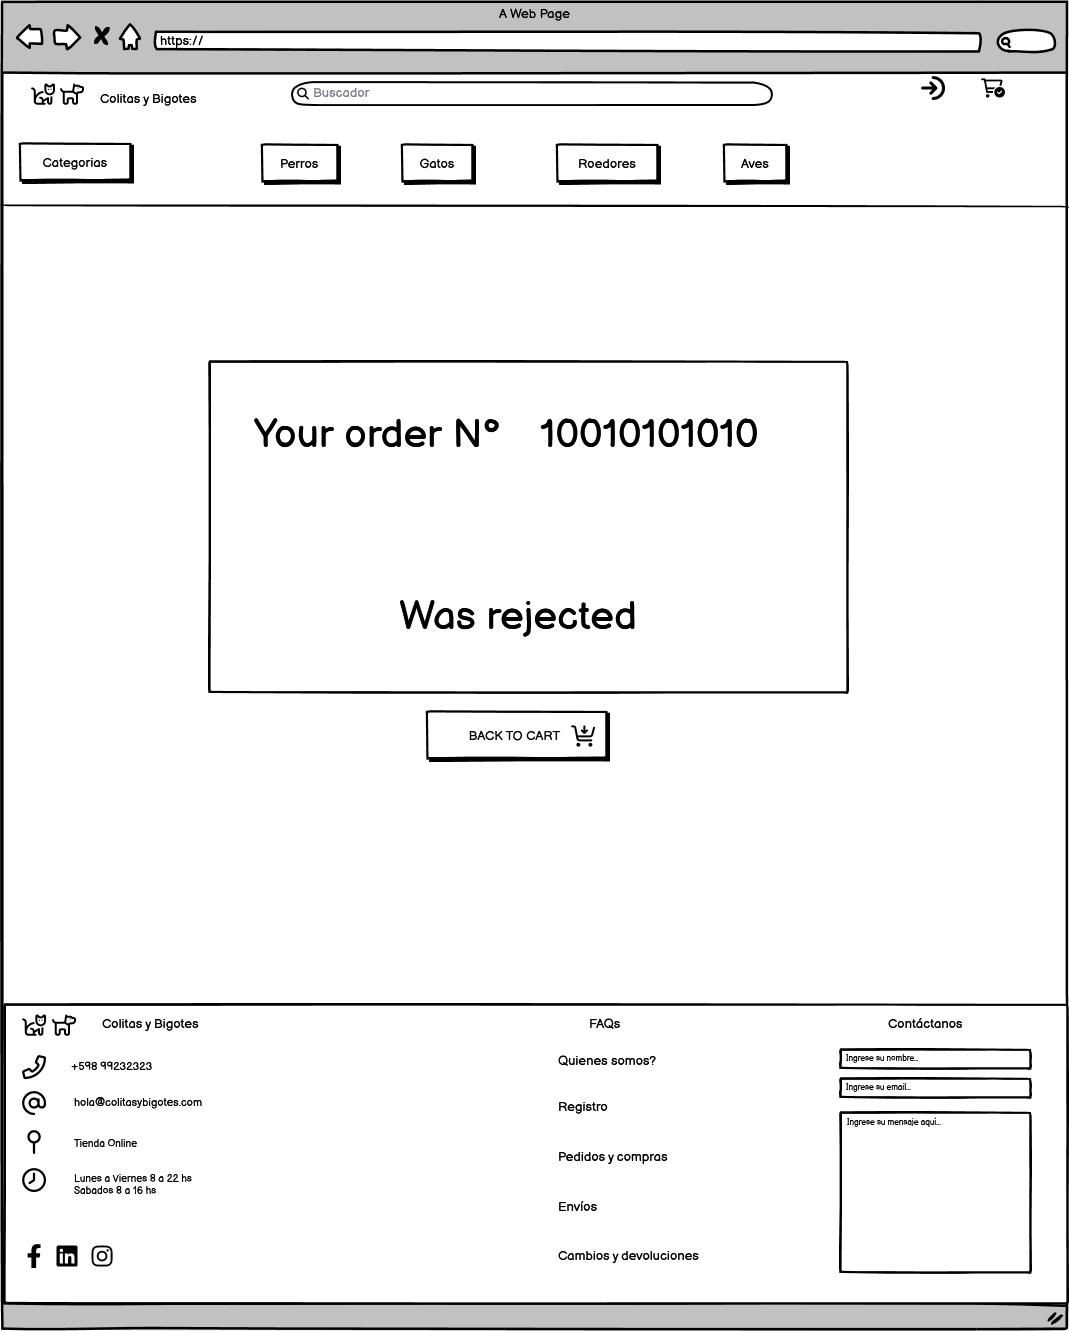 A Web Page
https://
Colitas y Bigotes
Buscador
Categorias
Perros
Gatos
Roedores
Aves
Your order N° 10010101010
Was rejected
BACK TO CART
Colitas y Bigotes
+598 99232323
hola@colitasybigotes.com
Tienda Online
Lunes a Viernes 8 a 22 hs
Sabados 8 a 16 hs
FAQs
Quienes somos?
Registro
Pedidos y compras
Envíos
Cambios y devoluciones
Contáctanos
Ingrese su nombre...
Ingrese su email...
Ingrese su mensaje aquí...